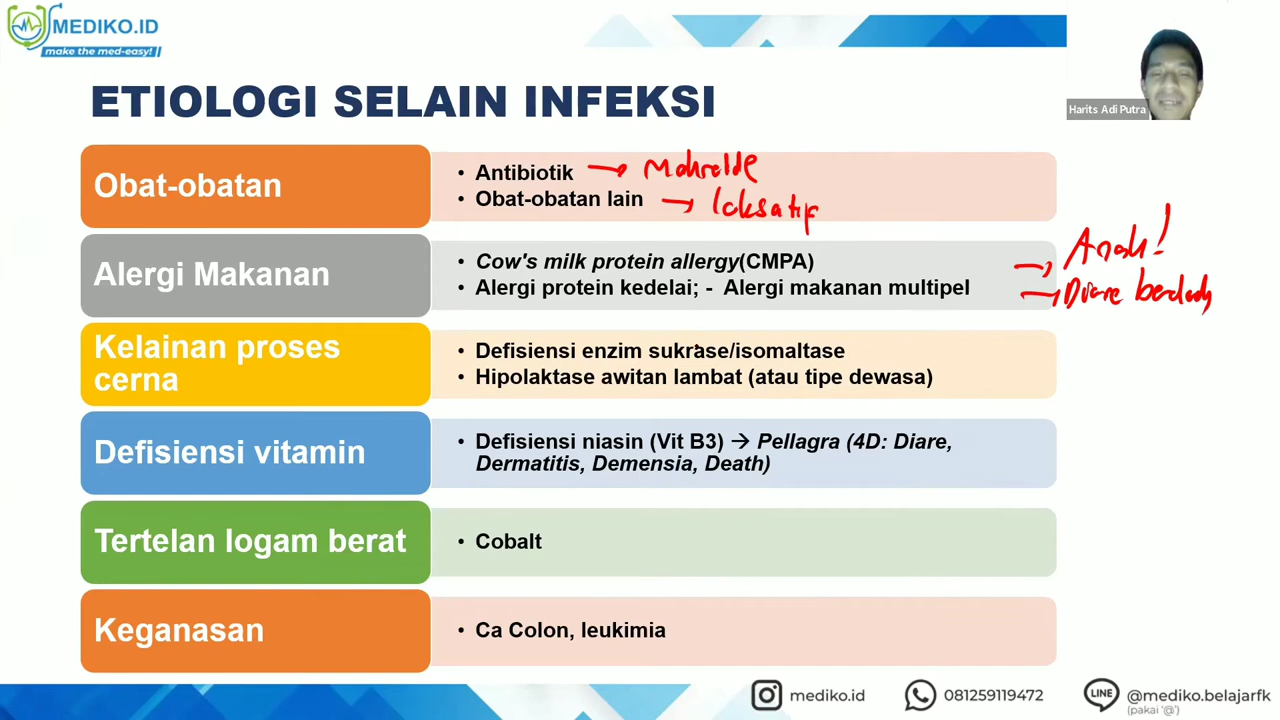 MEDIKO.ID
make the med-easy!
Harits Adi Putra
ETIOLOGI SELAIN INFEKSI
Obat-obatan
• Antibiotik →
• Obat-obatan lain → laksatif
Alergi Makanan
• Cow's milk protein allergy(CMPA)
• Alergi protein kedelai; - Alergi makanan multipel
→ Anak!
→ Diare
Kelainan proses
cerna
• Defisiensi enzim sukrase/isomaltase
• Hipolaktase awitan lambat (atau tipe dewasa)
Defisiensi vitamin
• Defisiensi niasin (Vit B3) → Pellagra (4D: Diare,
Dermatitis, Demensia, Death)
Tertelan logam berat
• Cobalt
Keganasan
• Ca Colon, leukimia
mediko.id
081259119472
LINE
@mediko.belajarfk
(pakai '@')